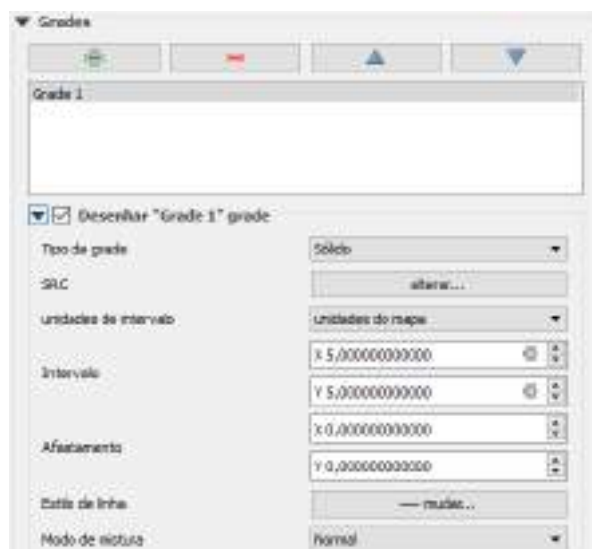 Grades
Grade 1
Desenhar "Grade 1" grade
Tipo de grade
Sólido
SRC
alterar...
unidades de intervalo
unidades do mapa
Intervalo
X 5,000000000000
Y 5,000000000000
Afastamento
X 0,000000000000
Y 0,000000000000
Estilo de linha
mudar...
Modo de mistura
Normal